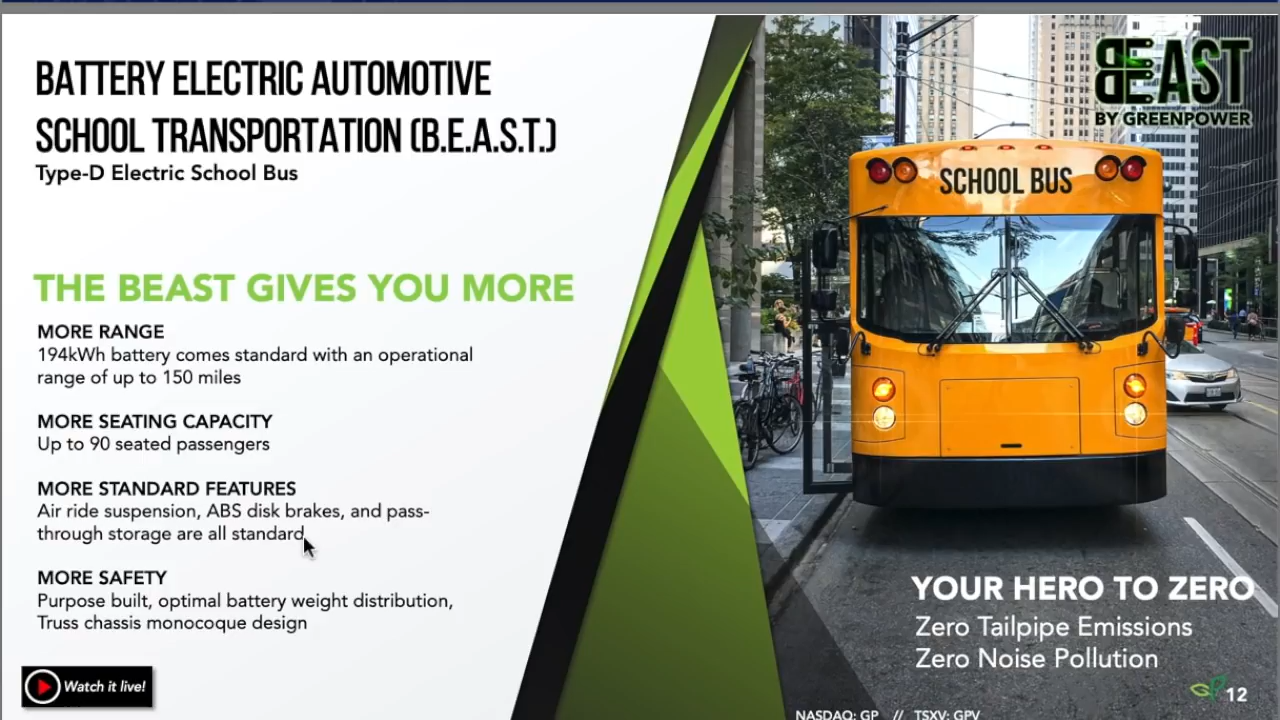 BATTERY ELECTRIC AUTOMOTIVE
SCHOOL TRANSPORTATION (B.E.A.S.T.)
Type-D Electric School Bus
THE BEAST GIVES YOU MORE
MORE RANGE
194kWh battery comes standard with an operational
range of up to 150 miles
MORE SEATING CAPACITY
Up to 90 seated passengers
MORE STANDARD FEATURES
Air ride suspension, ABS disk brakes, and pass-
through storage are all standard
MORE SAFETY
Purpose built, optimal battery weight distribution,
Truss chassis monocoque design
Watch it live!
BEAST
BY GREENPOWER
SCHOOL BUS
YOUR HERO TO ZERO
Zero Tailpipe Emissions
Zero Noise Pollution
12
NASDAQ: GP // TSXV: GPV